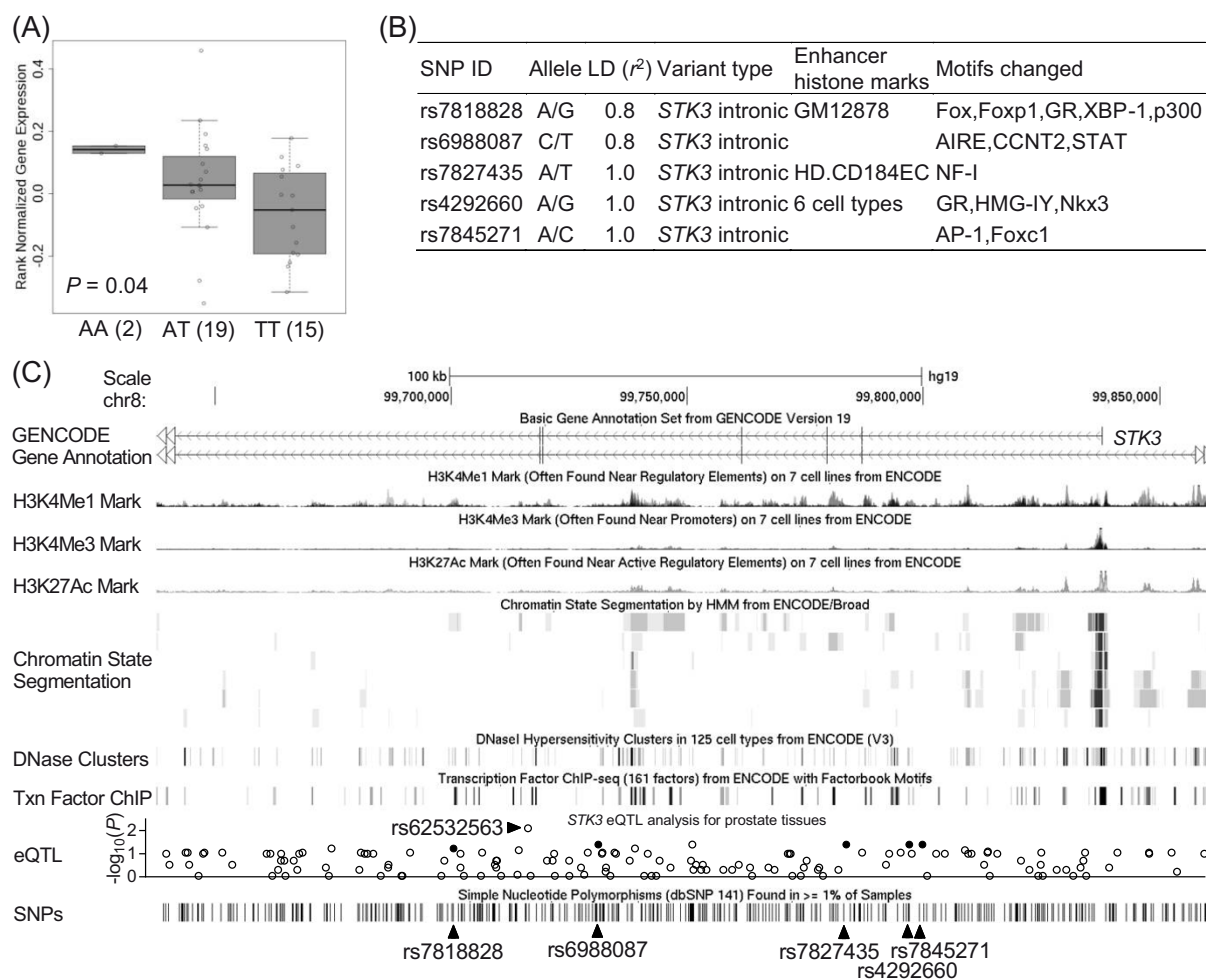 (A)
Rank Normalized Gene Expression
0.4
0.2
0.0
-0.2
P = 0.04
AA (2) AT (19) TT (15)
(B)
SNP ID Allele LD (r²) Variant type Enhancer histone marks Motifs changed
rs7818828 A/G 0.8 STK3 intronic GM12878 Fox,Foxp1,GR,XBP-1,p300
rs6988087 C/T 0.8 STK3 intronic AIRE,CCNT2,STAT
rs7827435 A/T 1.0 STK3 intronic HD.CD184EC NF-I
rs4292660 A/G 1.0 STK3 intronic 6 cell types GR,HMG-IY,Nkx3
rs7845271 A/C 1.0 STK3 intronic AP-1,Foxc1
(C)
Scale 100 kb hg19
chr8: 99,700,000 99,750,000 99,800,000 99,850,000
Basic Gene Annotation Set from GENCODE Version 19
GENCODE Gene Annotation
STK3
H3K4Me1 Mark (Often Found Near Regulatory Elements) on 7 cell lines from ENCODE
H3K4Me1 Mark
H3K4Me3 Mark (Often Found Near Promoters) on 7 cell lines from ENCODE
H3K4Me3 Mark
H3K27Ac Mark (Often Found Near Active Regulatory Elements) on 7 cell lines from ENCODE
H3K27Ac Mark
Chromatin State Segmentation by HMM from ENCODE/Broad
Chromatin State Segmentation
DNaseI Hypersensitivity Clusters in 125 cell types from ENCODE (V3)
DNase Clusters
Transcription Factor ChIP-seq (161 factors) from ENCODE with Factorbook Motifs
Txn Factor ChIP
STK3 eQTL analysis for prostate tissues
rs62532563
eQTL
-log10(P)
2
1
0
Simple Nucleotide Polymorphisms (dbSNP 141) Found in >= 1% of Samples
SNPs
rs7818828 rs6988087 rs7827435 rs7845271
rs4292660